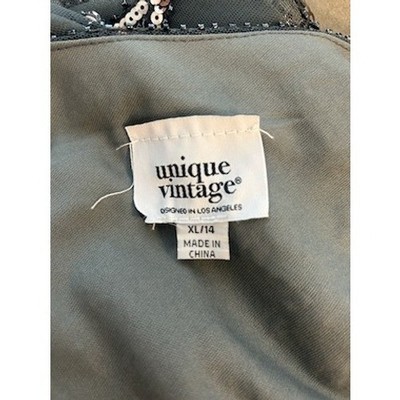 unique
vintage®
DESIGNED IN LOS ANGELES
XL/14
MADE IN
CHINA